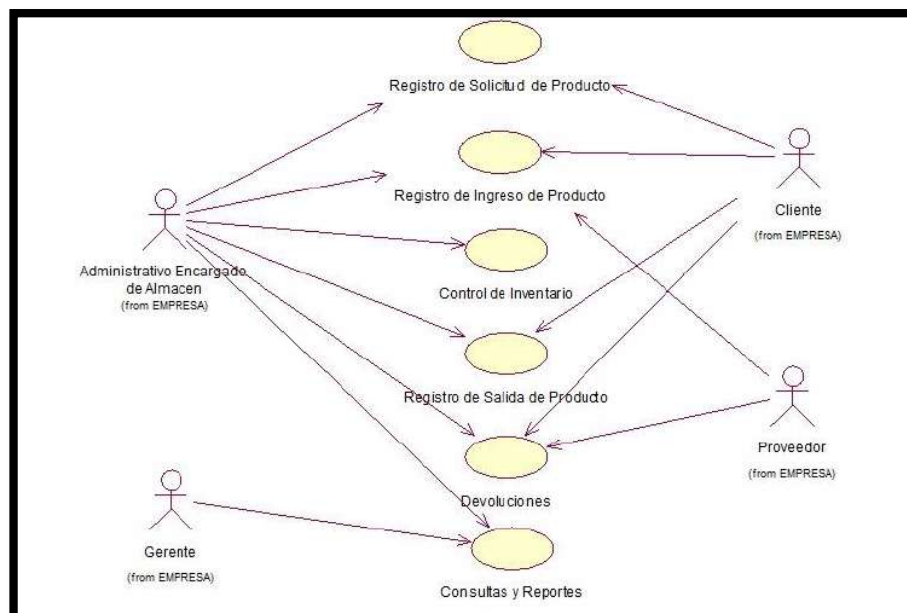 Registro de Solicitud de Producto
Registro de Ingreso de Producto
Cliente
(from EMPRESA)
Administrativo Encargado
de Almacen
(from EMPRESA)
Control de Inventario
Registro de Salida de Producto
Proveedor
(from EMPRESA)
Devoluciones
Gerente
(from EMPRESA)
Consultas y Reportes